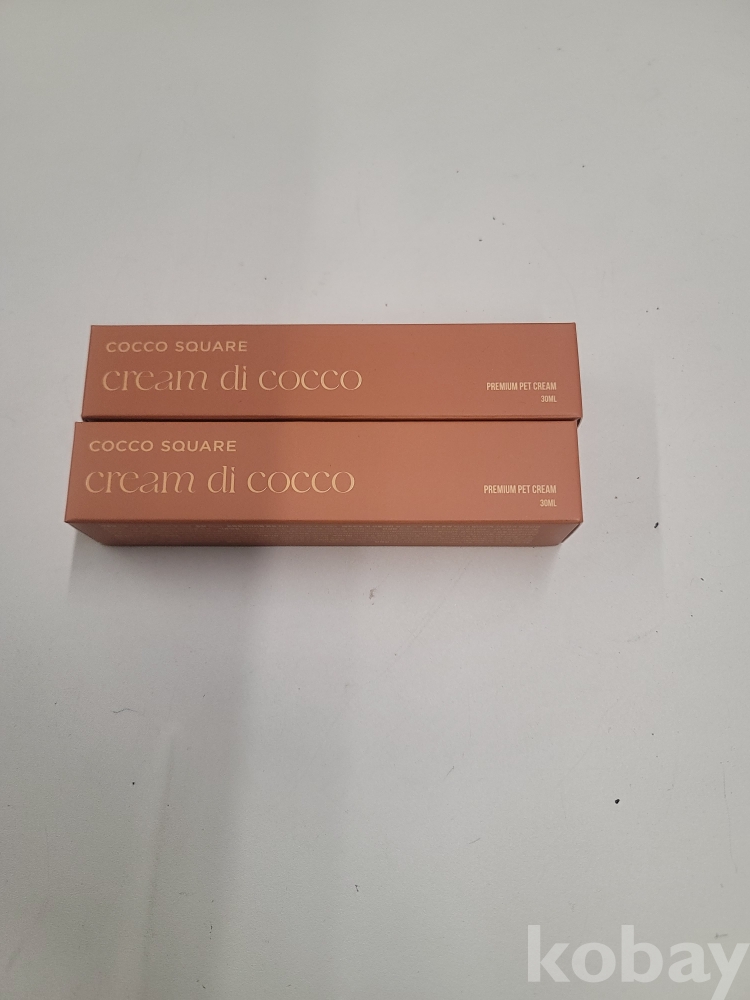 COCCO SQUARE
cream di cocco
PREMIUM PET CREAM
30ML
COCCO SQUARE
cream di cocco
PREMIUM PET CREAM
30ML
kobay